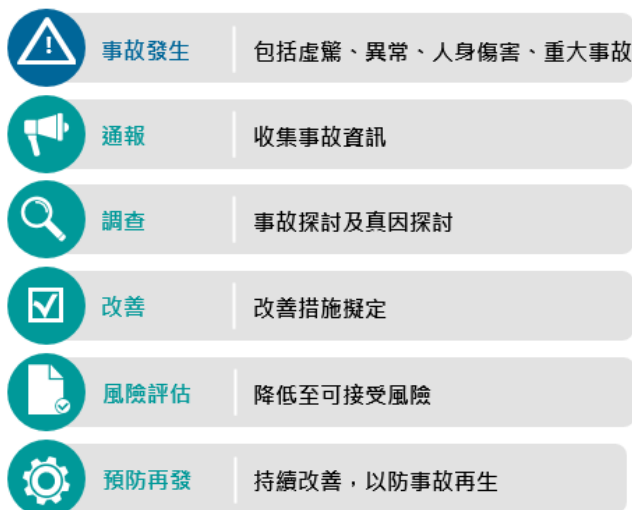 事故發生 包括虛驚、異常、人身傷害、重大事故
通報 收集事故資訊
調查 事故探討及真因探討
改善 改善措施擬定
風險評估 降低至可接受風險
預防再發 持續改善，以防事故再生